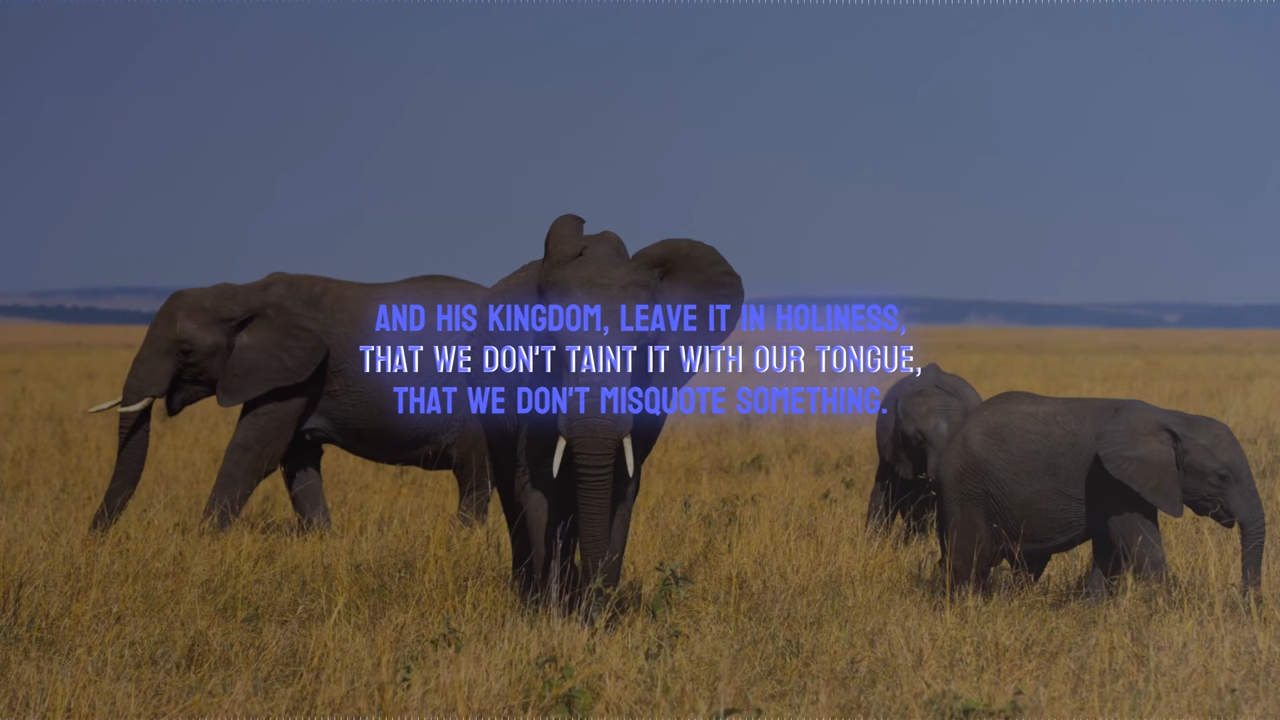 AND HIS KINGDOM, LEAVE IT IN HOLINESS,
THAT WE DON'T TAINT IT WITH OUR TONGUE,
THAT WE DON'T MISQUOTE SOMETHING.